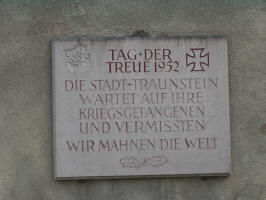 TAG·DER
TREUE 1952
DIE STADT·TRAUNSTEIN
WARTET AUF IHRE
KRIEGSGEFANGENEN
UND VERMISSTEN
WIR MAHNEN DIE WELT